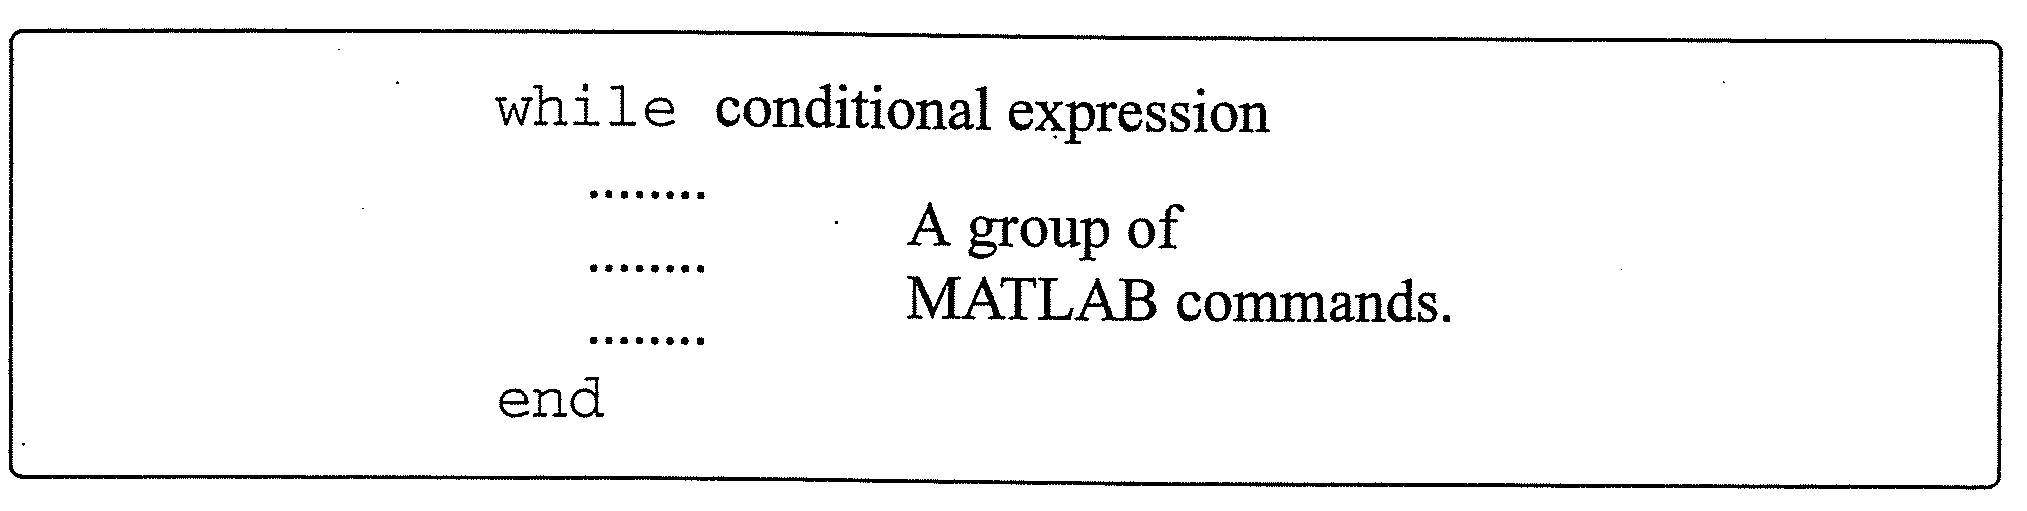 while conditional expression
........
A group of
........
MATLAB commands.
........
end